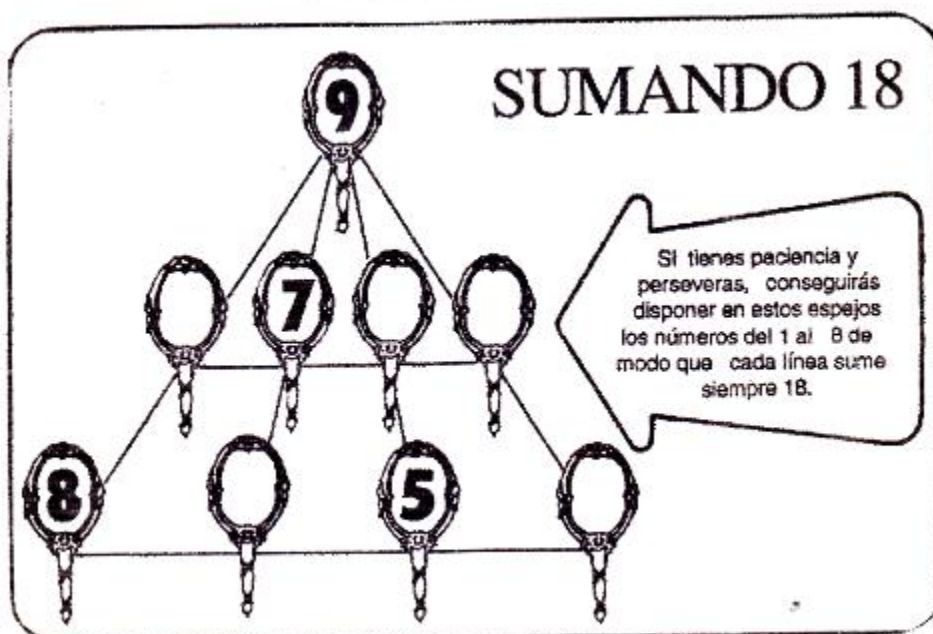 SUMANDO 18
9
Si tienes paciencia y
perseveras, conseguirás
disponer en estos espejos
los números del 1 al 8 de
modo que cada línea sume
siempre 18.
7
8
5